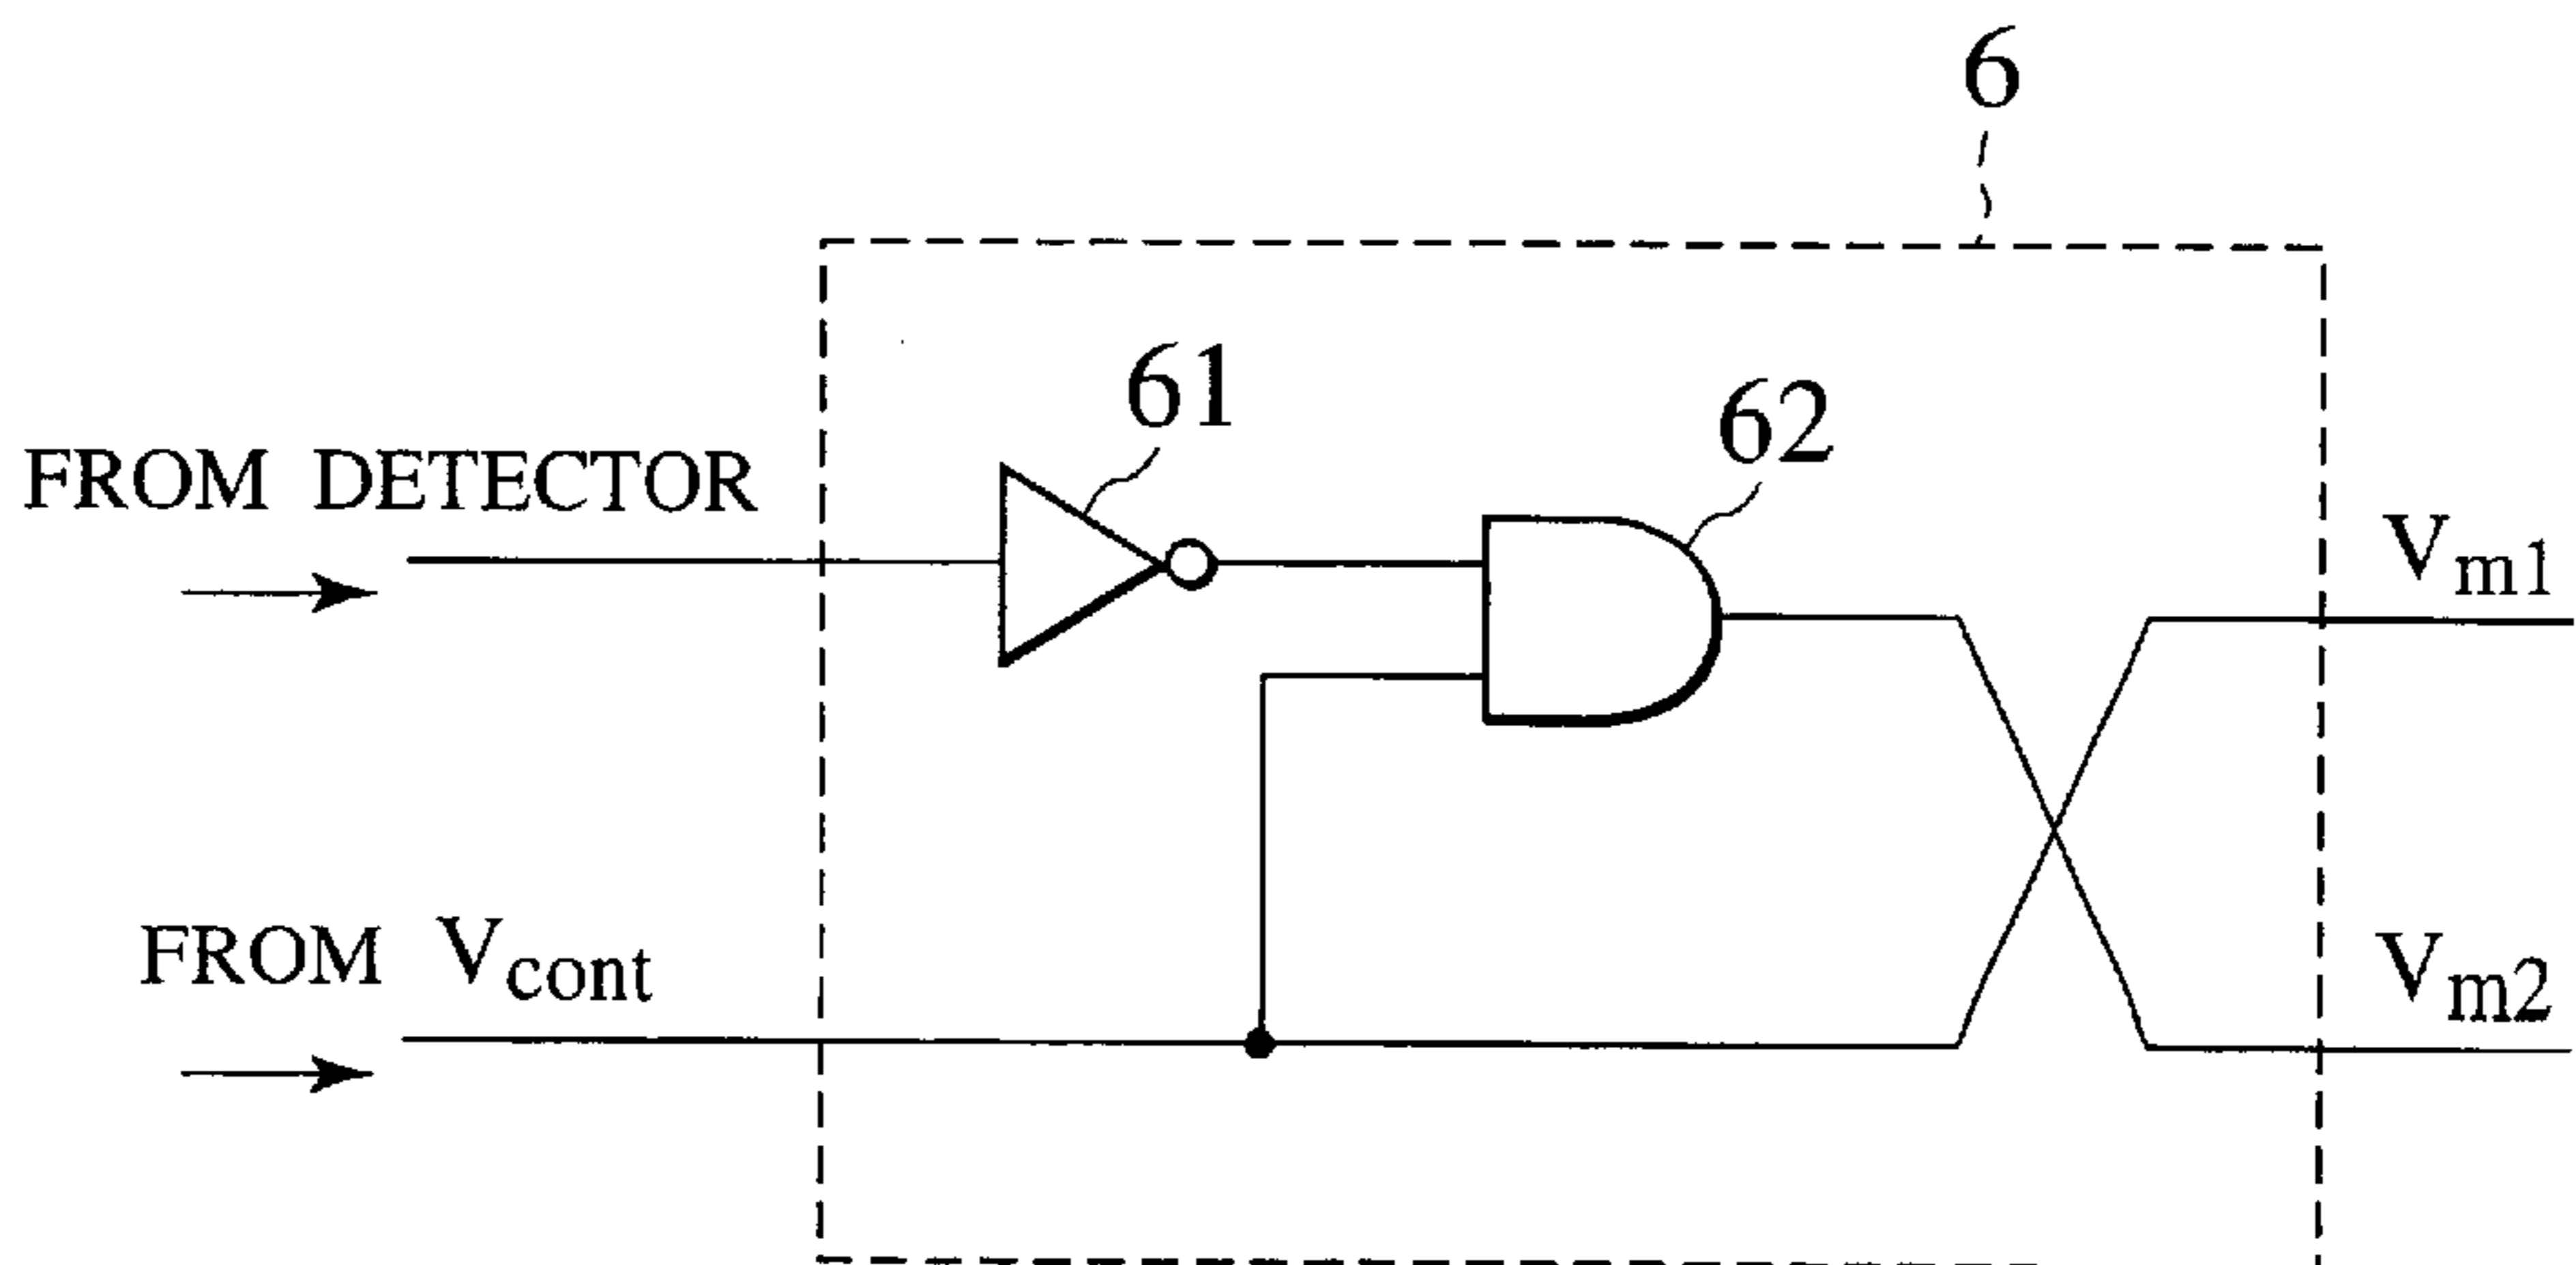 6
61
62
FROM DETECTOR
Vm1
FROM Vcont
Vm2